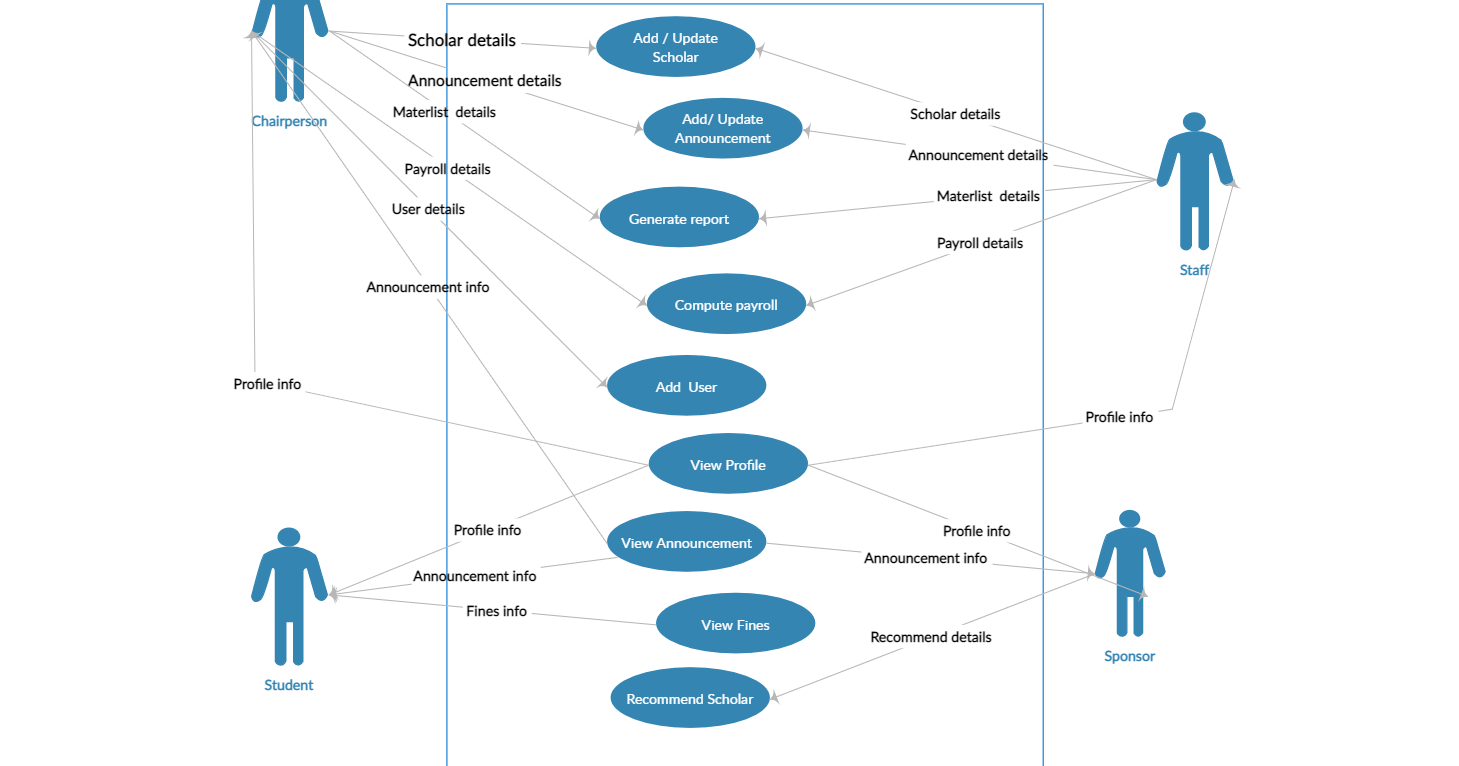 Scholar details
Add / Update
Scholar
Announcement details
Materlist  details
Chairperson
Add/ Update
Announcement
Scholar details
Announcement details
Payroll details
User details
Generate report
Materlist  details
Payroll details
Staff
Announcement info
Compute payroll
Profile info
Add  User
Profile info
View Profile
Profile info
Profile info
View Announcement
Announcement info
Announcement info
Fines info
View Fines
Recommend details
Student
Sponsor
Recommend Scholar